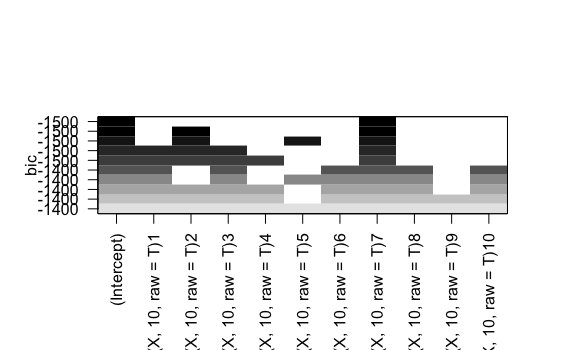 bic
-1500
-1500
-1500
-1500
-1500
-1400
-1400
-1400
-1400
-1400
(Intercept)
(X, 10, raw = T)1
(X, 10, raw = T)2
(X, 10, raw = T)3
(X, 10, raw = T)4
(X, 10, raw = T)5
(X, 10, raw = T)6
(X, 10, raw = T)7
(X, 10, raw = T)8
(X, 10, raw = T)9
X, 10, raw = T)10